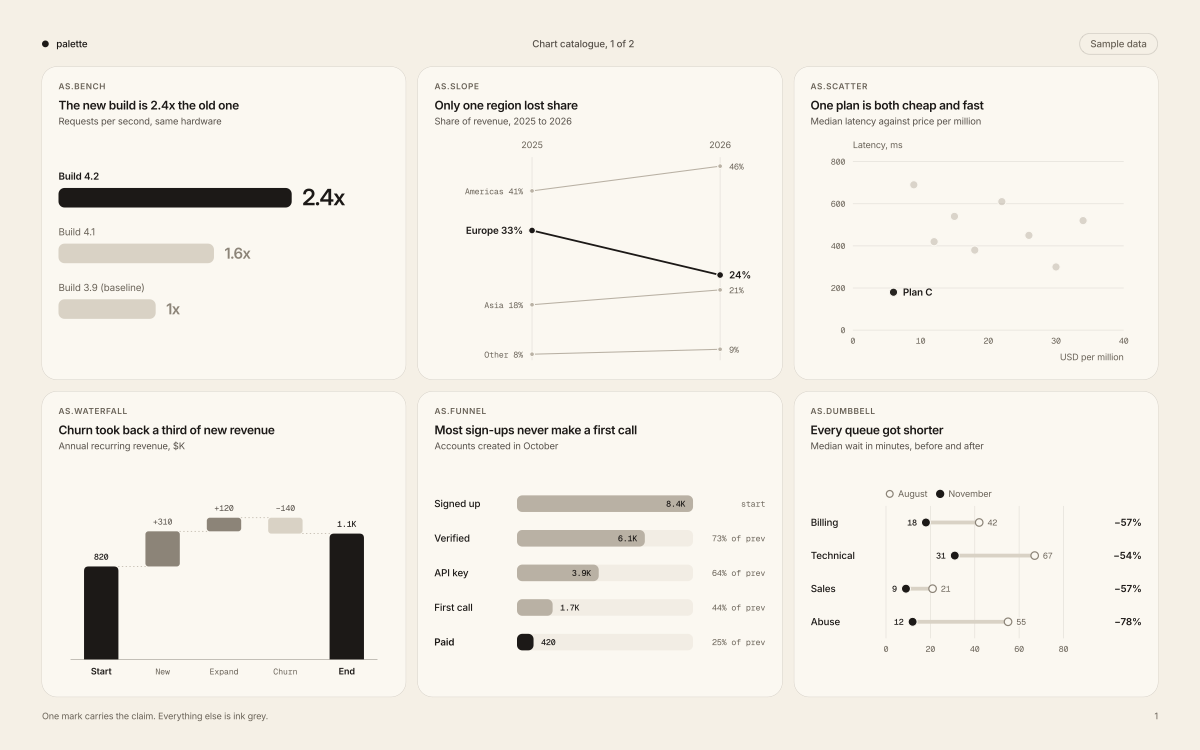 palette
Chart catalogue, 1 of 2
Sample data
AS.BENCH
The new build is 2.4x the old one
Requests per second, same hardware
Build 4.2
2.4x
Build 4.1
1.6x
Build 3.9 (baseline)
1x
AS.SLOPE
Only one region lost share
Share of revenue, 2025 to 2026
2025
2026
46%
Americas 41%
Europe 33%
24%
21%
Asia 18%
Other 8%
9%
AS.SCATTER
One plan is both cheap and fast
Median latency against price per million
Latency, ms
800
600
400
200
Plan C
0
0 10 20 30 40
USD per million
AS.WATERFALL
Churn took back a third of new revenue
Annual recurring revenue, $K
820
+310
+120
−140
1.1K
Start
New
Expand
Churn
End
AS.FUNNEL
Most sign-ups never make a first call
Accounts created in October
Signed up 8.4K start
Verified 6.1K 73% of prev
API key 3.9K 64% of prev
First call 1.7K 44% of prev
Paid 420 25% of prev
AS.DUMBBELL
Every queue got shorter
Median wait in minutes, before and after
August November
Billing 18 42 −57%
Technical 31 67 −54%
Sales 9 21 −57%
Abuse 12 55 −78%
0 20 40 60 80
One mark carries the claim. Everything else is ink grey.
1